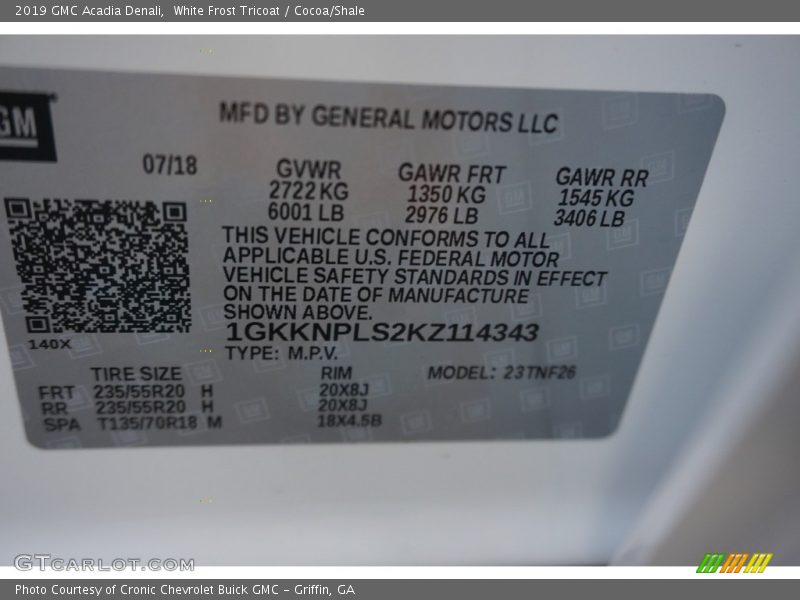 2019 GMC Acadia Denali, White Frost Tricoat / Cocoa/Shale
GM
MFD BY GENERAL MOTORS LLC
07/18
GVWR
2722 KG
6001 LB
GAWR FRT
1350 KG
2976 LB
GAWR RR
1545 KG
3406 LB
THIS VEHICLE CONFORMS TO ALL
APPLICABLE U.S. FEDERAL MOTOR
VEHICLE SAFETY STANDARDS IN EFFECT
ON THE DATE OF MANUFACTURE
SHOWN ABOVE.
1GKKNPLS2KZ114343
140X
TYPE: M.P.V.
TIRE SIZE RIM MODEL: 23TNF26
FRT 235/55R20 H 20X8J
RR 235/55R20 H 20X8J
SPA T135/70R18 M 18X4.5B
GTcarlot.com
Photo Courtesy of Cronic Chevrolet Buick GMC - Griffin, GA